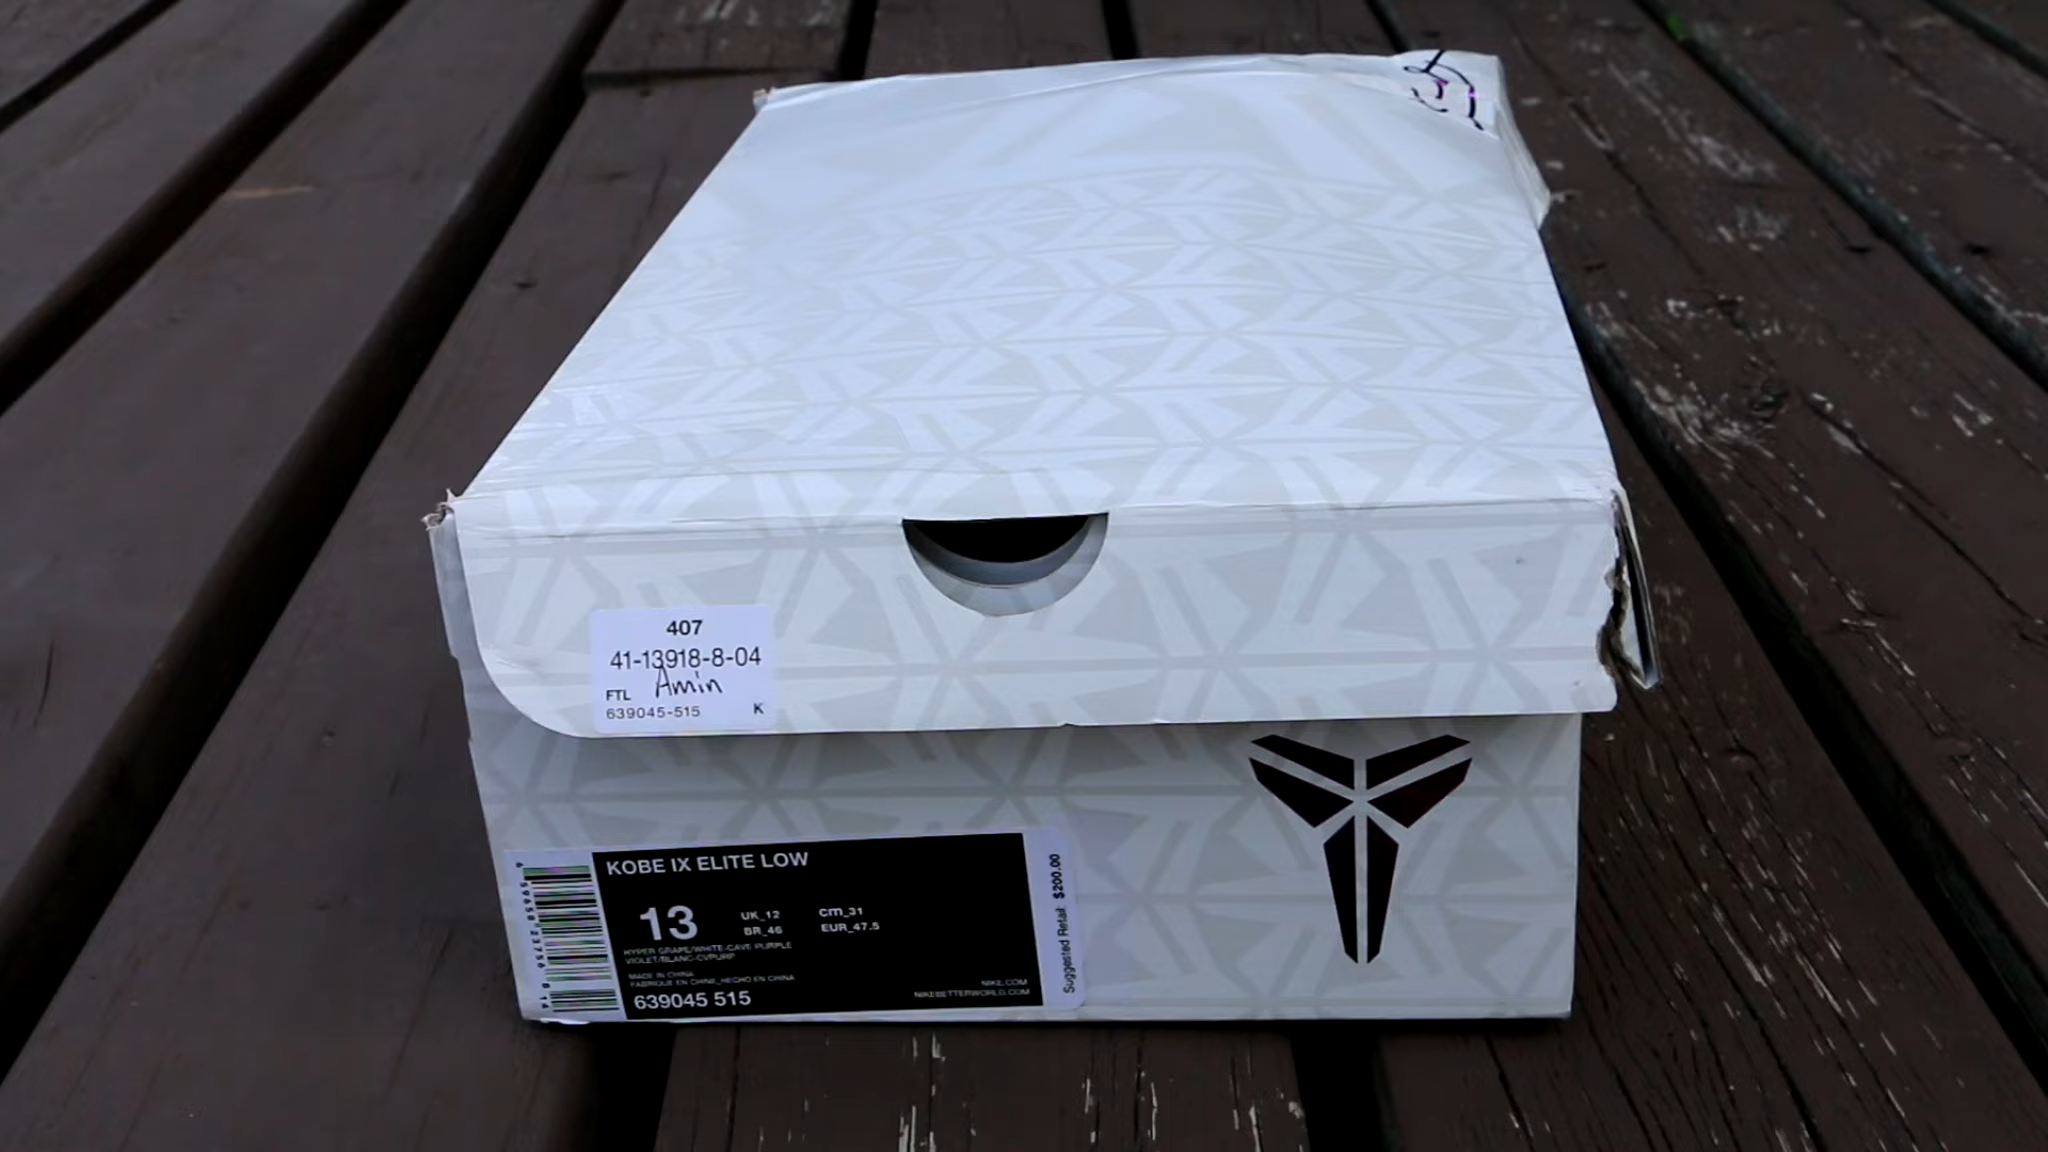 407
41-13918-8-04
Amin
FTL
639045-515 K
KOBE IX ELITE LOW
13 UK_12 cm_31
BR_46 EUR_47.5
HYPER GRAPE/WHITE-CAVE PURPLE
VIOLET/BLANC-CVPURP
MADE IN CHINA
FABRIQUE EN CHINE_HECHO EN CHINA
NIKE.COM
639045 515
NIKEBETTERWORLD.COM
Suggested Retail: $200.00